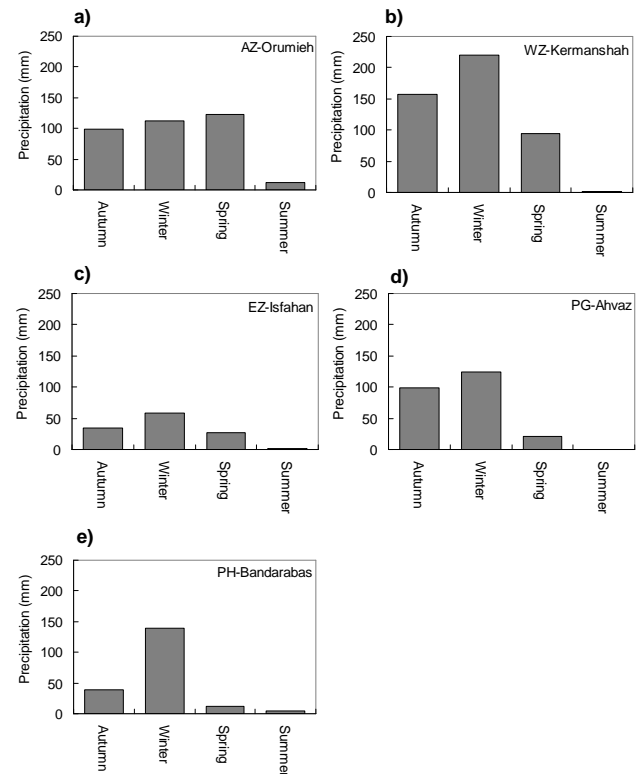 a)
AZ-Orumieh
Precipitation (mm)
250
200
150
100
50
0
Autumn
Winter
Spring
Summer
b)
WZ-Kermanshah
Precipitation (mm)
250
200
150
100
50
0
Autumn
Winter
Spring
Summer
c)
EZ-Isfahan
Precipitation (mm)
250
200
150
100
50
0
Autumn
Winter
Spring
Summer
d)
PG-Ahvaz
Precipitation (mm)
250
200
150
100
50
0
Autumn
Winter
Spring
Summer
e)
PH-Bandarabas
Precipitation (mm)
250
200
150
100
50
0
Autumn
Winter
Spring
Summer